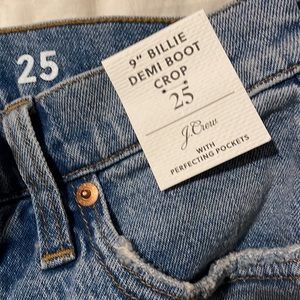 25
9" BILLIE
DEMI BOOT
CROP
25
J.Crew
WITH
PERFECTING POCKETS